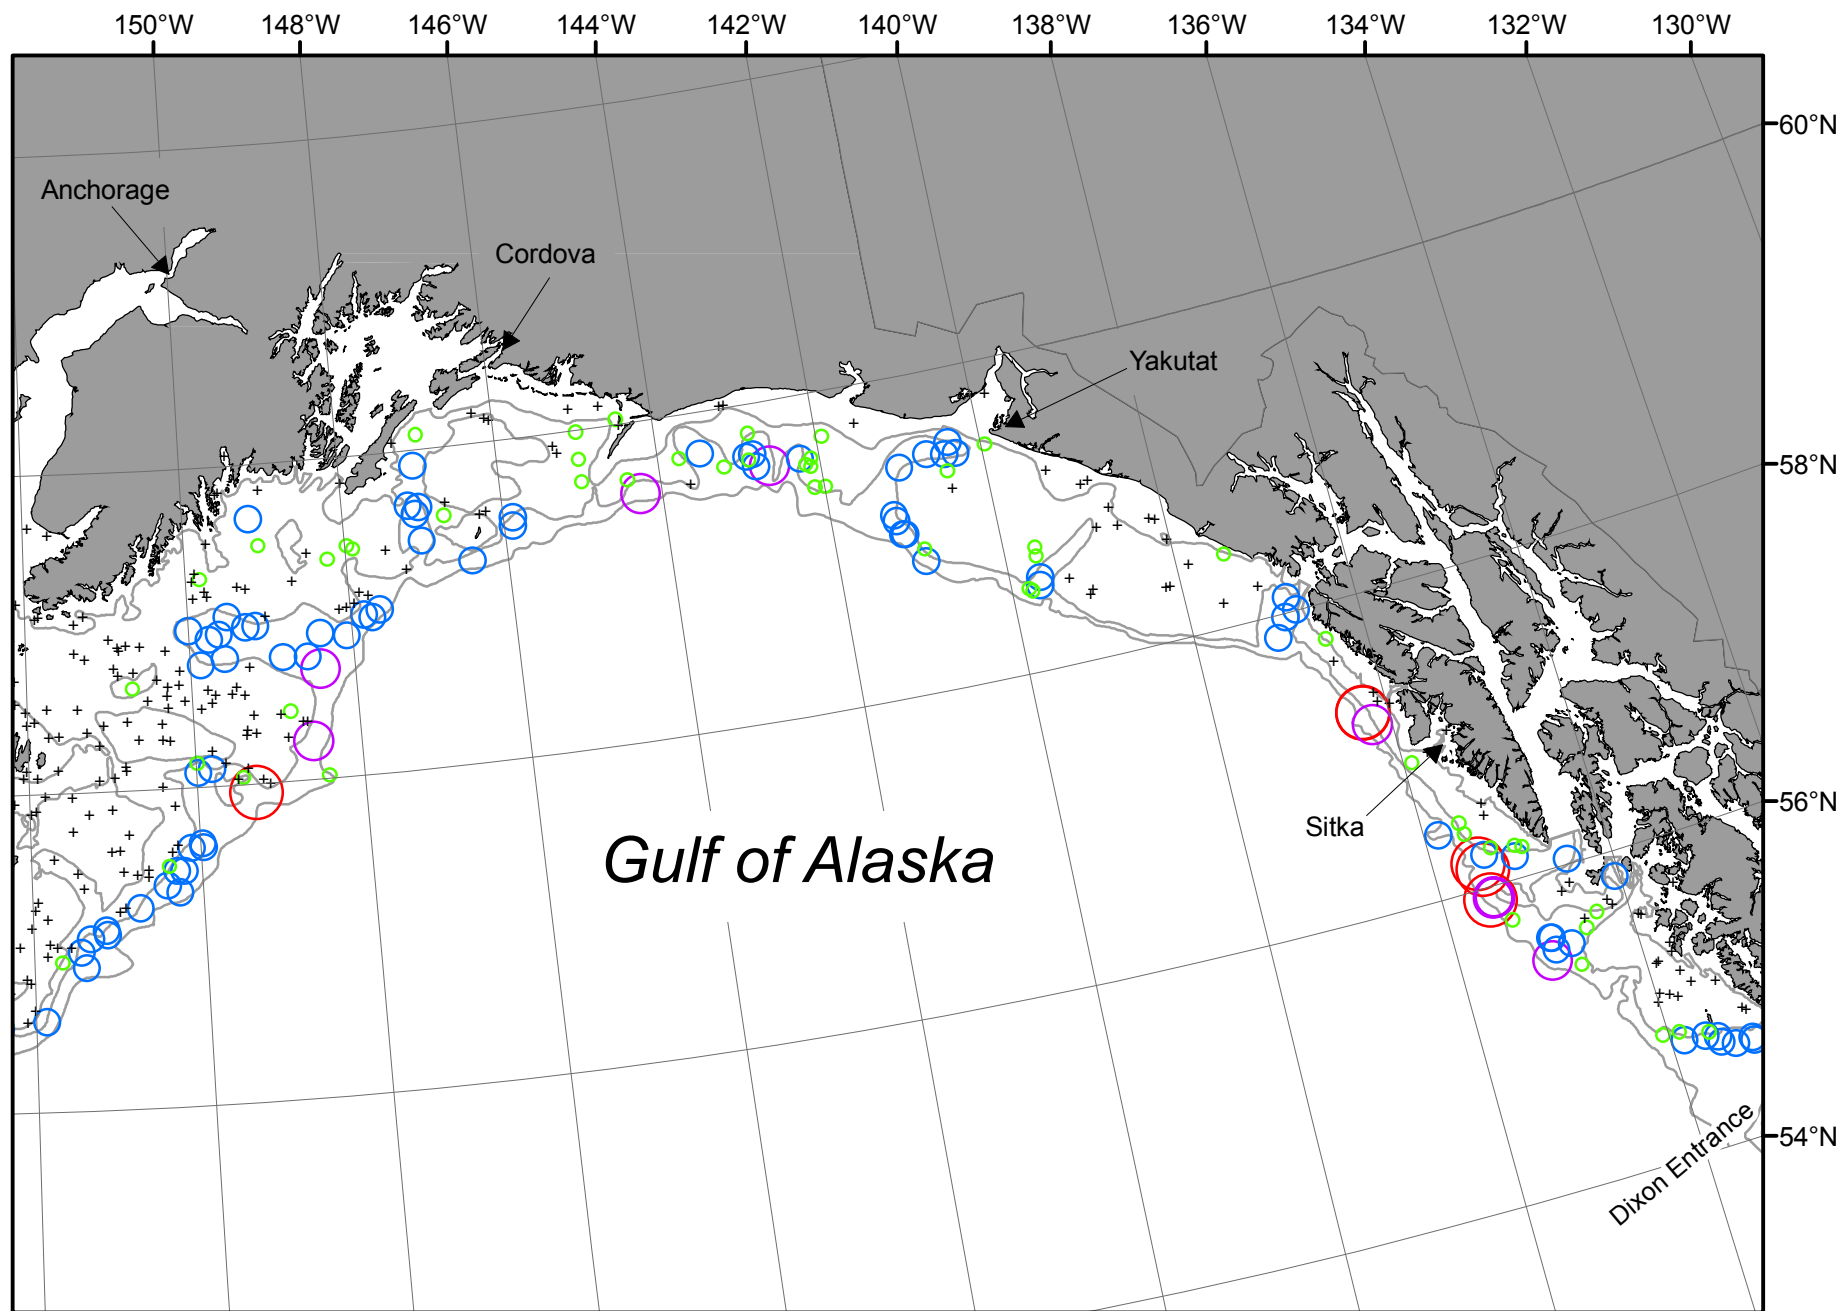 150°W 148°W 146°W 144°W 142°W 140°W 138°W 136°W 134°W 132°W 130°W
60°N
Anchorage
Cordova
Yakutat
58°N
56°N
Sitka
Gulf of Alaska
54°N
Dixon Entrance